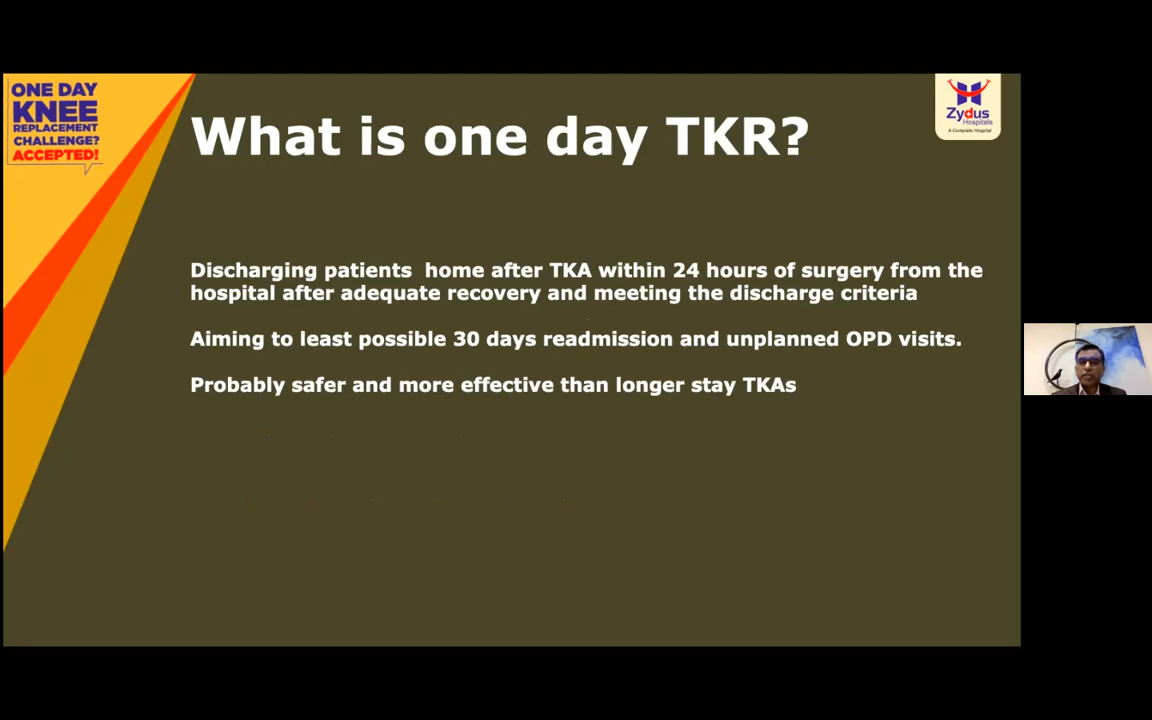 ONE DAY
KNEE
REPLACEMENT
CHALLENGE?
ACCEPTED!
What is one day TKR?
Zydus
Hospitals
A Complete Hospital
Discharging patients  home after TKA within 24 hours of surgery from the
hospital after adequate recovery and meeting the discharge criteria
Aiming to least possible 30 days readmission and unplanned OPD visits.
Probably safer and more effective than longer stay TKAs